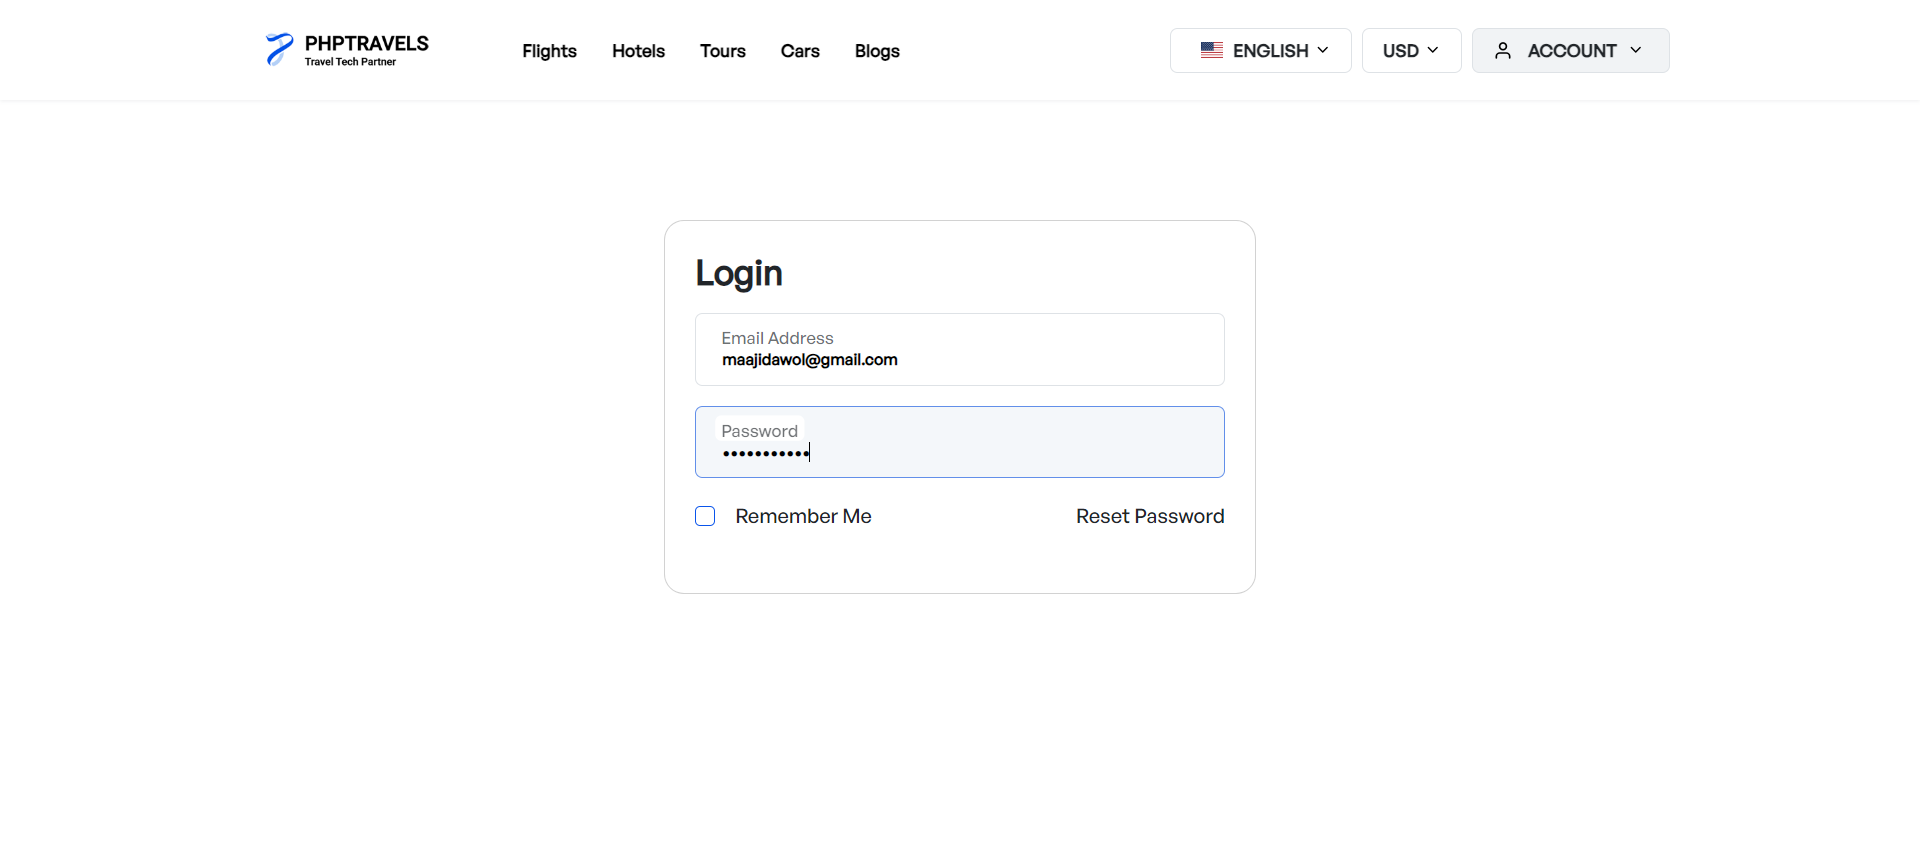 PHPTRAVELS
Travel Tech Partner
Flights Hotels Tours Cars Blogs
ENGLISH USD ACCOUNT
Login
Email Address
maajidawol@gmail.com
Password
•••••••••••
Remember Me Reset Password